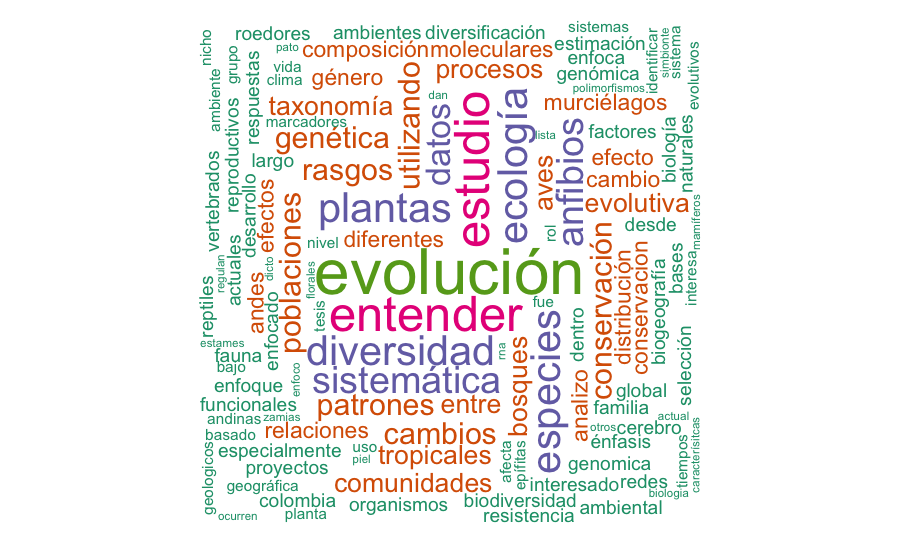 sistemas
roedores
ambientes
diversificación
nicho
pato
composición
moleculares
estimación
identificar
simbionte
sistema
grupo
respuestas
vida
enfoca
clima
género
procesos
genómica
evolutivos
ambiente
utilizando
polimorfismos
taxonomía
datos
dan
estudio
ecología
murciélagos
marcadores
genética
lista
anfibios
factores
biología
naturales
reproductivos
largo
rasgos
aves
efecto
cambio
vertebrados
desarrollo
efectos
poblaciones
plantas
evolutiva
mamíferos
rol
desde
nivel
diferentes
actuales
regulan
dicto
florales
evolución
conservación
distribución
conservacion
biogeografía
bases
interesa
reptiles
andes
enfocado
tesis
entender
fue
especies
dentro
estames
diversidad
rna
fauna
bajo
enfoco
sistemática
bosques
analizo
selección
enfoque
global
funcionales
patrones
entre
familia
andinas
zamias
actual
basado
relaciones
cambios
otros
cerebro
énfasis
características
especialmente
uso
piel
tropicales
afecta
epífitas
genomica
tiempos
geologicos
proyectos
geográfica
comunidades
interesado
redes
biologia
colombia
organismos
biodiversidad
ambiental
ocurren
planta
resistencia